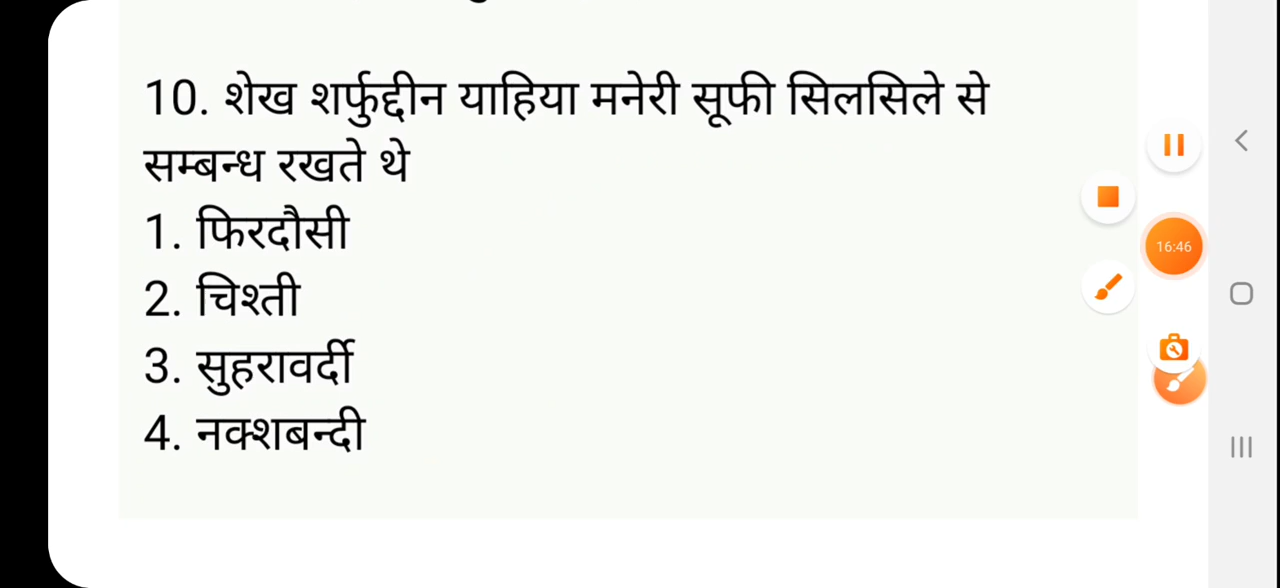 10. शेख शर्फुद्दीन याहिया मनेरी सूफी सिलसिले से
सम्बन्ध रखते थे
1. फिरदौसी
2. चिश्ती
3. सुहरावर्दी
4. नक्शबन्दी
16:46